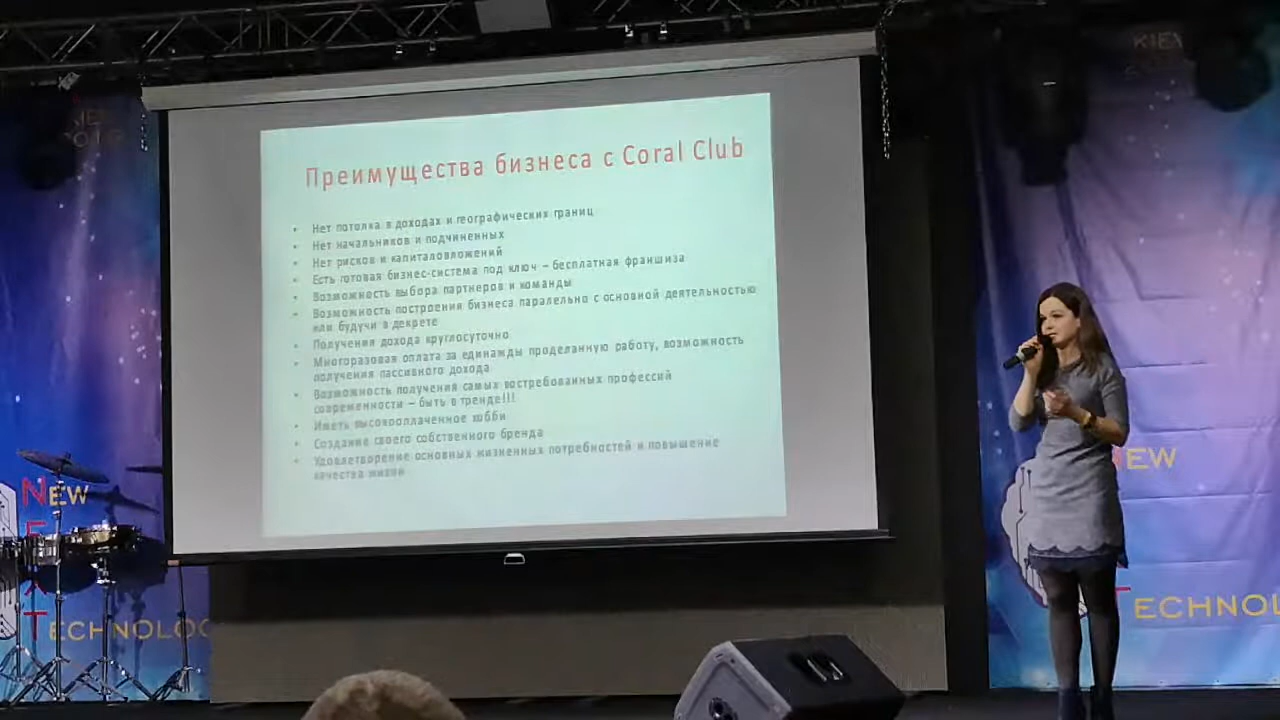 Преимущества бизнеса с Coral Club
• Нет потолка в доходах и географических границ
• Нет начальников и подчиненных
• Нет рисков и капиталовложений
• Есть готовая бизнес-система под ключ – бесплатная франшиза
• Возможность выбора партнеров и команды
• Возможность построения бизнеса паралельно с основной деятельностью
или будучи в декрете
• Получения дохода круглосуточно
• Многоразовая оплата за единажды проделанную работу, возможность
получения пассивного дохода
• Возможность получения самых востребованных профессий
современности – быть в тренде!!!
• Иметь высокооплаченное хобби
• Создание своего собственного бренда
• Удовлетворение основных жизненных потребностей и повышение
качества жизни
NEW
TECHNOLOG
NEW
TECHNOLO
KIEV